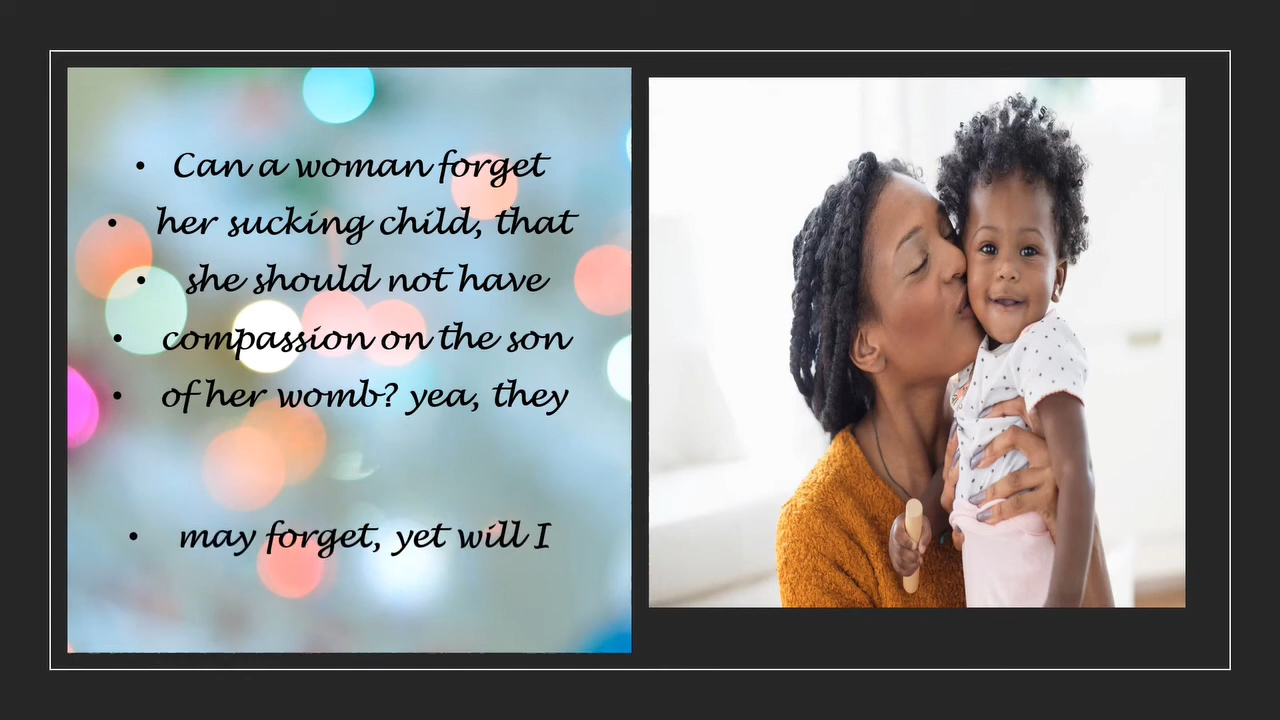 • Can a woman forget
• her sucking child, that
• she should not have
• compassion on the son
• of her womb? yea, they
• may forget, yet will I